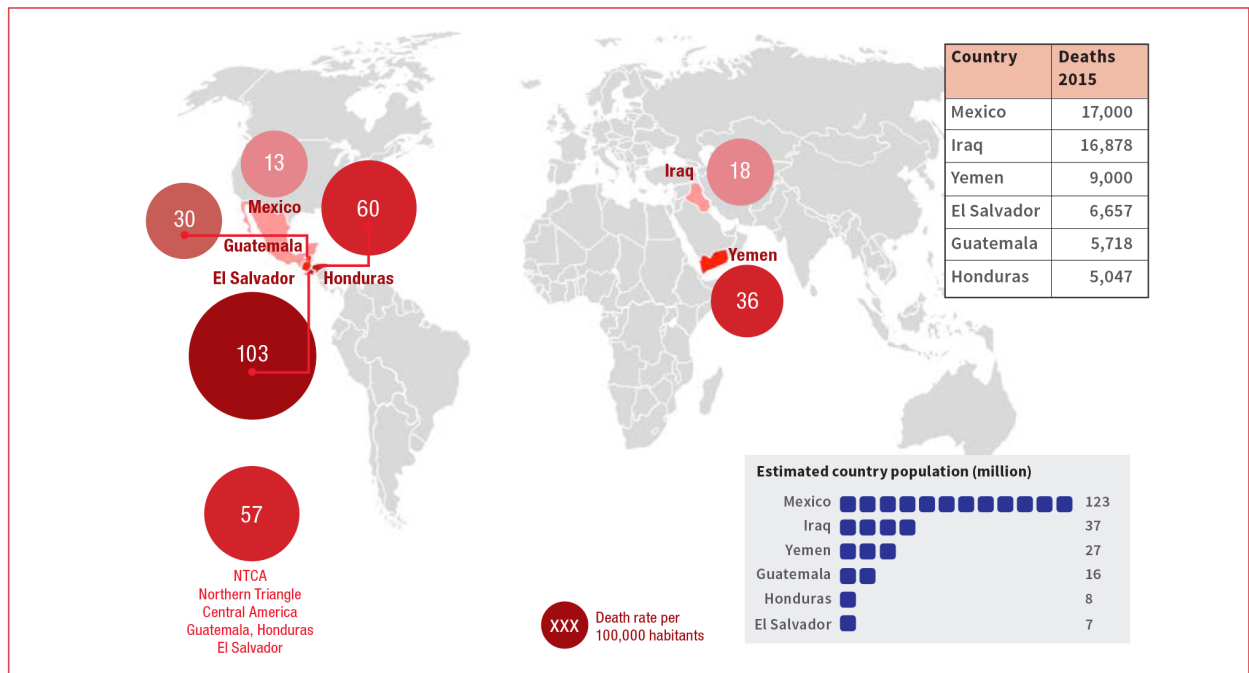 Country Deaths 2015
Mexico 17,000
Iraq 16,878
Yemen 9,000
El Salvador 6,657
Guatemala 5,718
Honduras 5,047
13
Mexico
30
60
Guatemala
El Salvador
Honduras
103
Iraq
18
Yemen
36
57
NTCA
Northern Triangle
Central America
Guatemala, Honduras
El Salvador
XXX
Death rate per
100,000 habitants
Estimated country population (million)
Mexico 123
Iraq 37
Yemen 27
Guatemala 16
Honduras 8
El Salvador 7